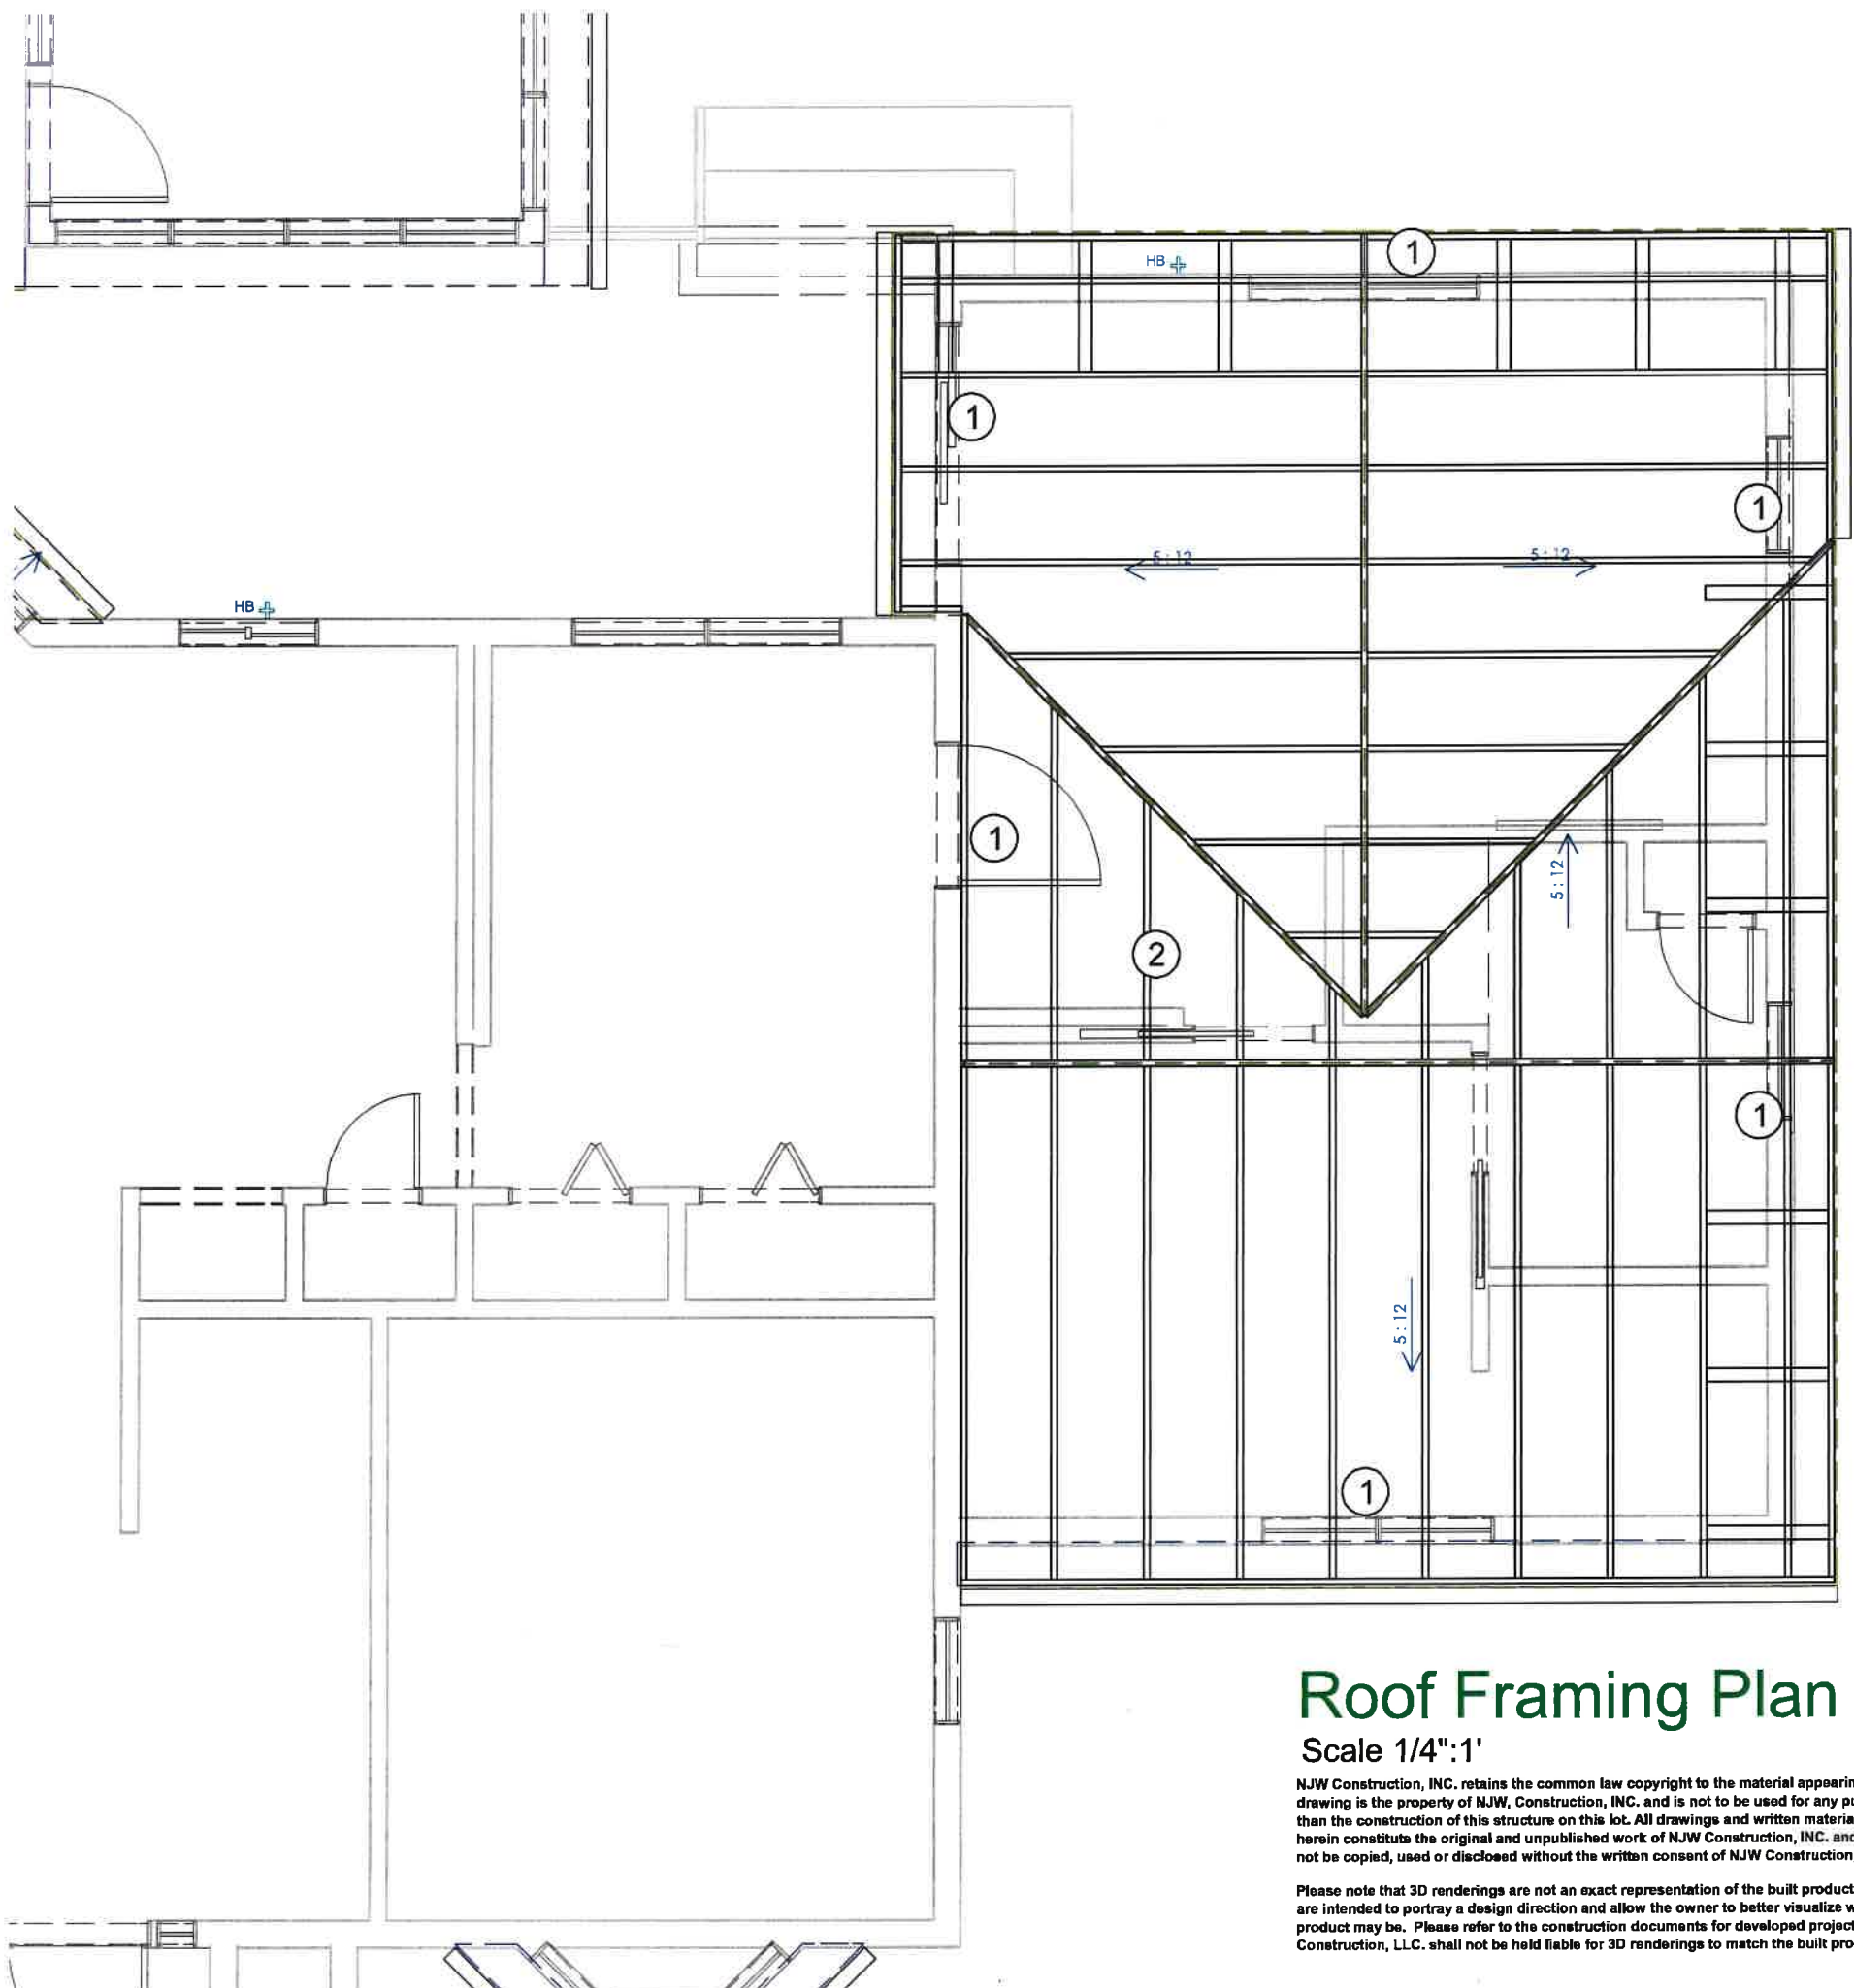 1
HB
1
1
5:12
5:12
HB
1
5:12
2
1
5:12
1
Roof Framing Plan
Scale 1/4":1'
NJW Construction, INC. retains the common law copyright to the material
drawing is the property of NJW, Construction, INC. and is not to be used for any
than the construction of this structure on this lot. All drawings and written
herein constitute the original and unpublished work of NJW Construction, INC.
not be copied, used or disclosed without the written consent of NJW Construction
Please note that 3D renderings are not an exact representation of the built product
are intended to portray a design direction and allow the owner to better visualize
product may be. Please refer to the construction documents for developed project
Construction, LLC. shall not be held liable for 3D renderings to match the built